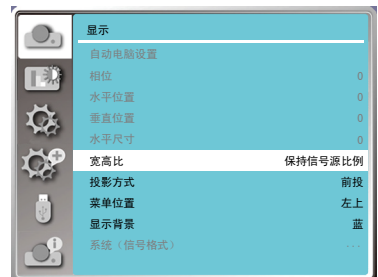 显示
自动电脑设置
相位 0
水平位置 0
垂直位置 0
水平尺寸 0
宽高比 保持信号源比例
投影方式 前投
菜单位置 左上
显示背景 蓝
系统（信号格式） ...